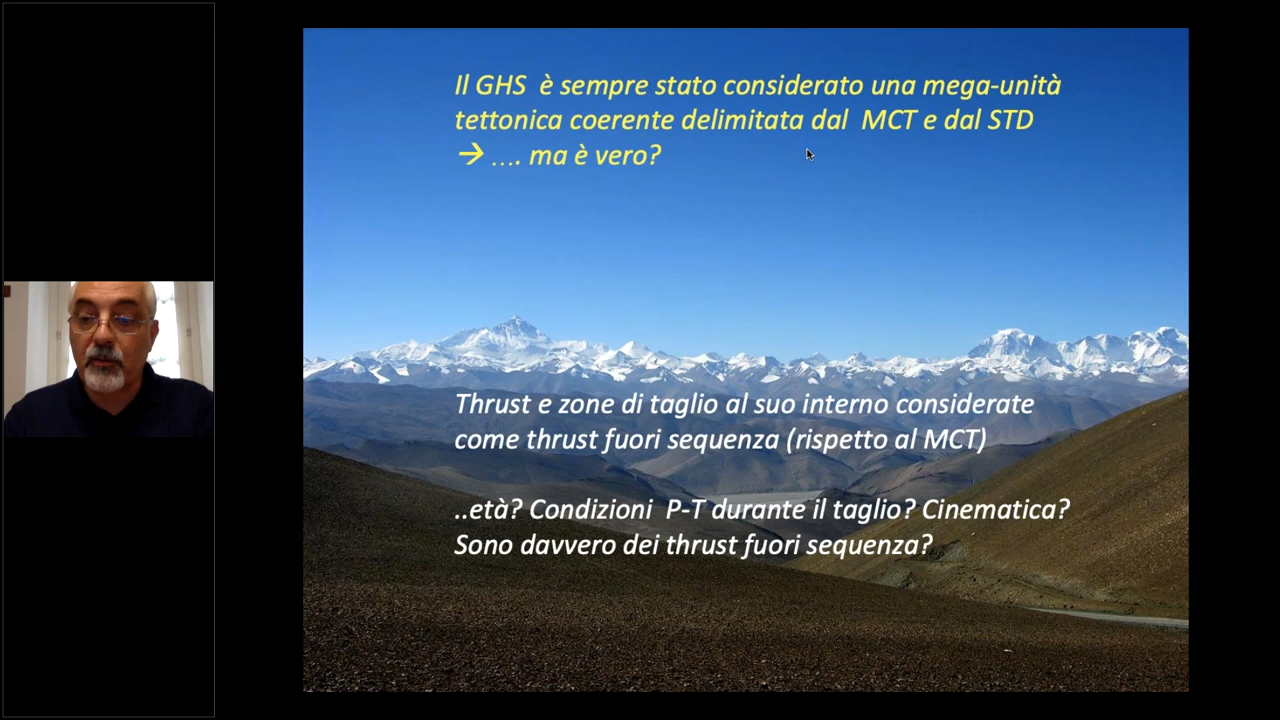 Il GHS è sempre stato considerato una mega-unità
tettonica coerente delimitata dal MCT e dal STD
→ …. ma è vero?
Thrust e zone di taglio al suo interno considerate
come thrust fuori sequenza (rispetto al MCT)
..età? Condizioni P-T durante il taglio? Cinematica?
Sono davvero dei thrust fuori sequenza?